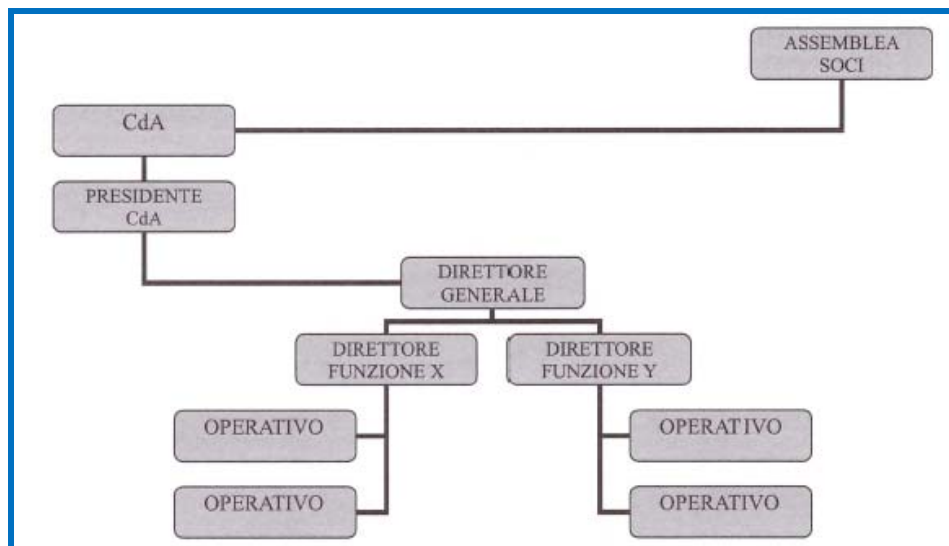 ASSEMBLEA
SOCI
CdA
PRESIDENTE
CdA
DIRETTORE
GENERALE
DIRETTORE
FUNZIONE X
DIRETTORE
FUNZIONE Y
OPERATIVO
OPERATIVO
OPERATIVO
OPERATIVO